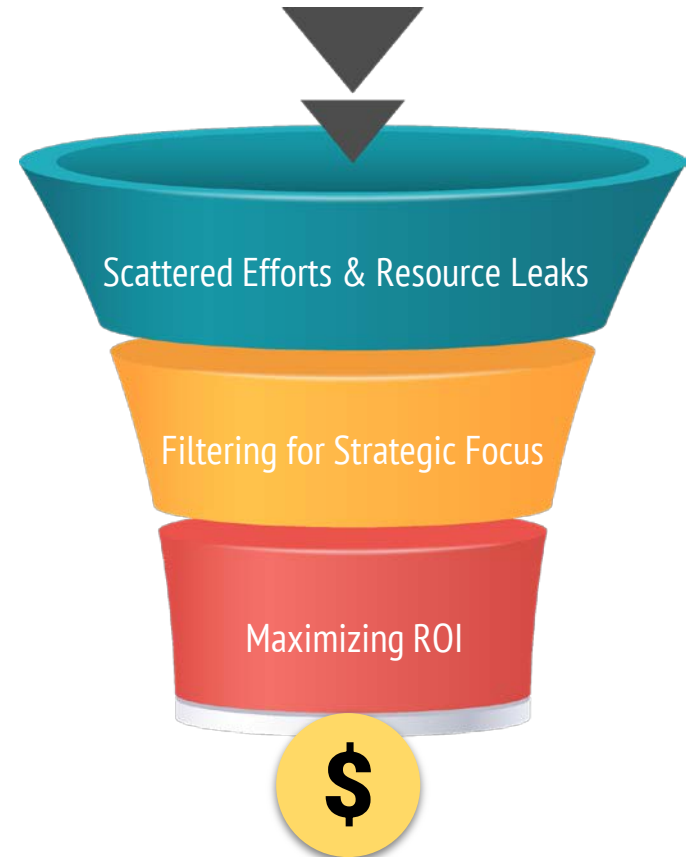 Scattered Efforts & Resource Leaks
Filtering for Strategic Focus
Maximizing ROI
$